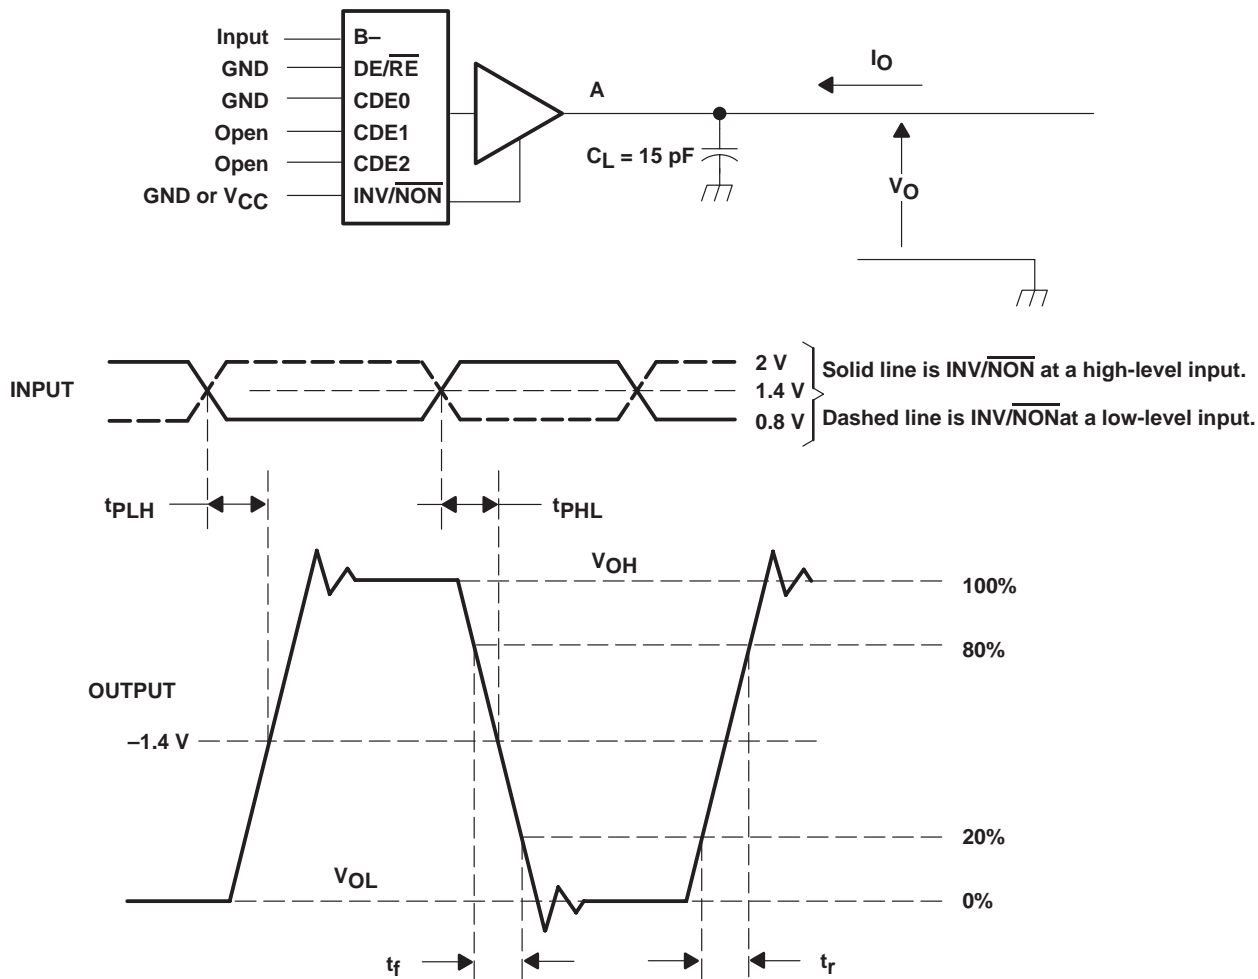 Input B–
GND DE/RE
GND CDE0
Open CDE1
Open CDE2
GND or VCC INV/NON
A
CL = 15 pF
IO
VO
INPUT
2 V
1.4 V
0.8 V
Solid line is INV/NON at a high-level input.
Dashed line is INV/NONat a low-level input.
tPLH
tPHL
VOH
100%
80%
OUTPUT
–1.4 V
20%
VOL
0%
tf
tr